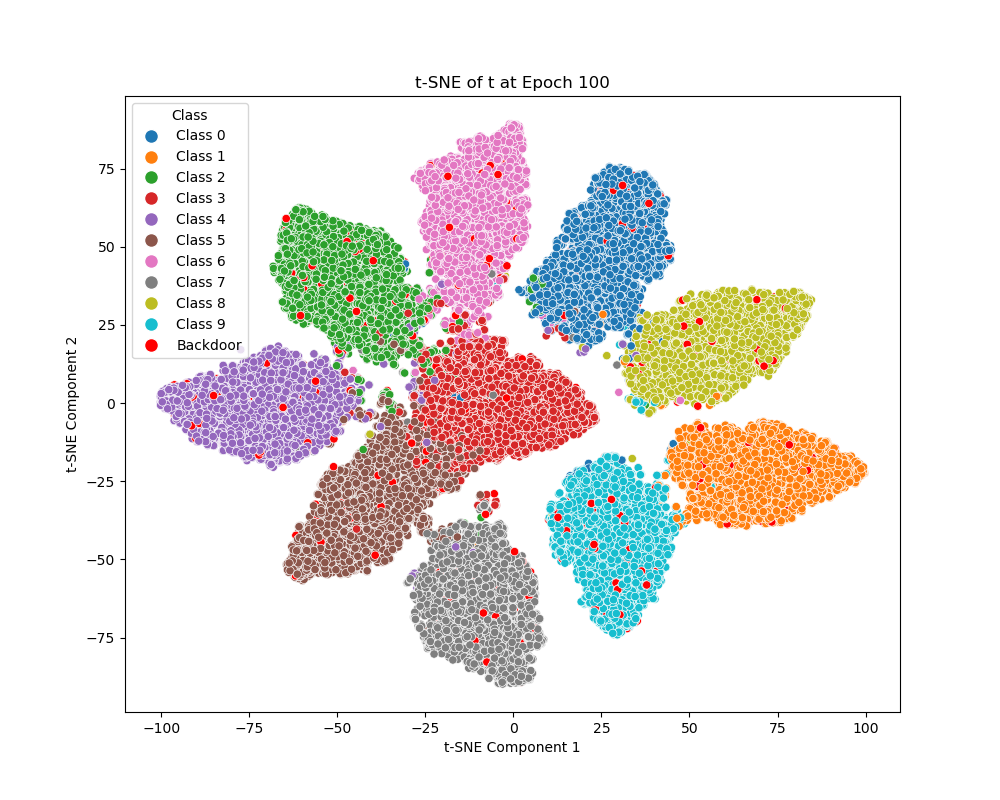 t-SNE of t at Epoch 100
Class
Class 0
Class 1
Class 2
Class 3
Class 4
Class 5
Class 6
Class 7
Class 8
Class 9
Backdoor
75
50
25
0
−25
−50
−75
t-SNE Component 2
−100
−75
−50
−25
0
25
50
75
100
t-SNE Component 1